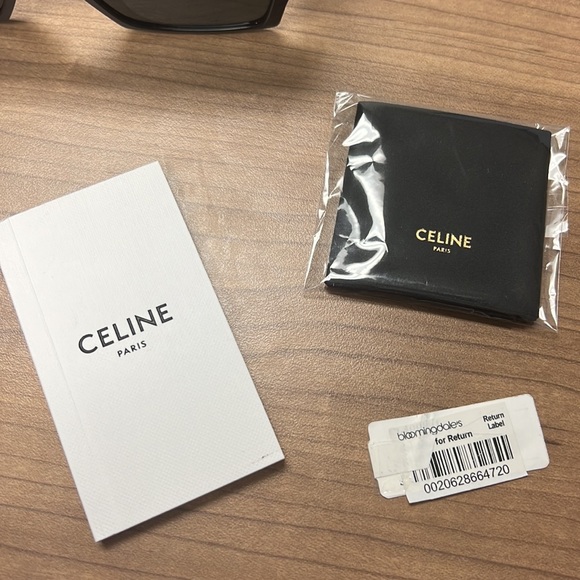 CELINE
PARIS
CELINE
PARIS
bloomingdale's
Return
Label
for Return
0020628664720